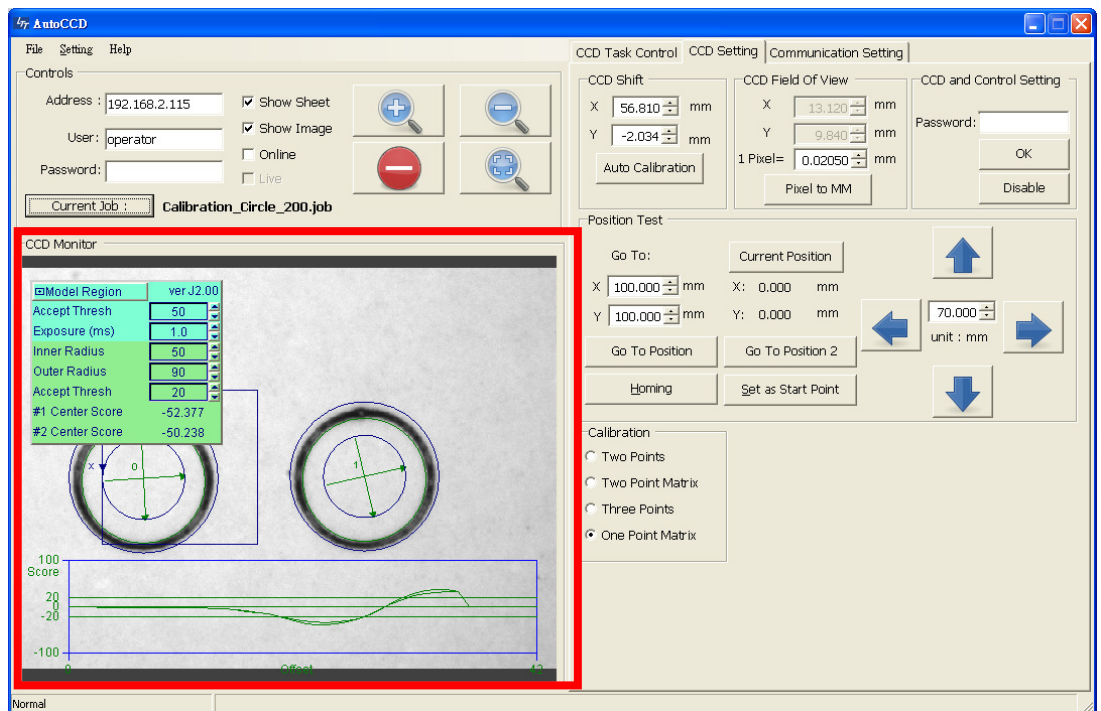 AutoCCD
File Setting Help
Controls
Address : 192.168.2.115
User: operator
Password:
Show Sheet
Show Image
Online
Live
Current Job : Calibration_Circle_200.job
CCD Monitor
Model Region ver J2.00
Accept Thresh 50
Exposure (ms) 1.0
Inner Radius 50
Outer Radius 90
Accept Thresh 20
#1 Center Score -52.377
#2 Center Score -50.238
x 0
1
100
Score
20
0
-20
-100
0 Offset 43
Normal
CCD Task Control CCD Setting Communication Setting
CCD Shift
X 56.810 mm
Y -2.034 mm
Auto Calibration
CCD Field Of View
X 13.120 mm
Y 9.840 mm
1 Pixel= 0.02050 mm
Pixel to MM
CCD and Control Setting
Password:
OK
Disable
Position Test
Go To:
X 100.000 mm
Y 100.000 mm
Go To Position
Homing
Current Position
X: 0.000 mm
Y: 0.000 mm
Go To Position 2
Set as Start Point
70.000
unit : mm
Calibration
Two Points
Two Point Matrix
Three Points
One Point Matrix